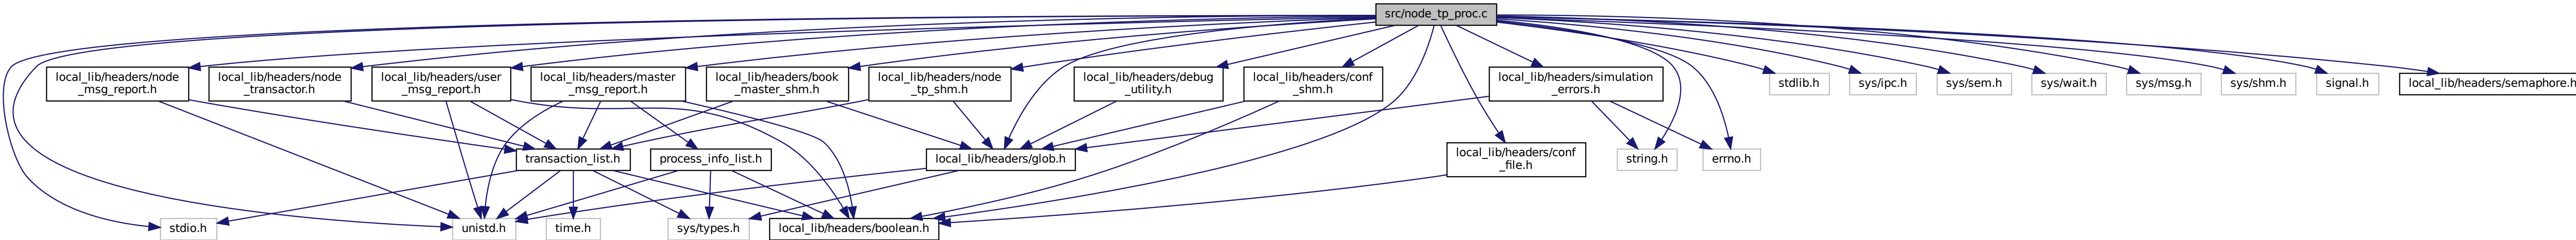 src/node_tp_proc.c
local_lib/headers/node
_msg_report.h
local_lib/headers/node
_transactor.h
local_lib/headers/user
_msg_report.h
local_lib/headers/master
_msg_report.h
local_lib/headers/book
_master_shm.h
local_lib/headers/node
_tp_shm.h
local_lib/headers/debug
_utility.h
local_lib/headers/conf
_shm.h
local_lib/headers/simulation
_errors.h
stdlib.h
sys/ipc.h
sys/sem.h
sys/wait.h
sys/msg.h
sys/shm.h
signal.h
local_lib/headers/semaphore.h
transaction_list.h
process_info_list.h
local_lib/headers/glob.h
local_lib/headers/conf
_file.h
string.h
errno.h
stdio.h
unistd.h
time.h
sys/types.h
local_lib/headers/boolean.h